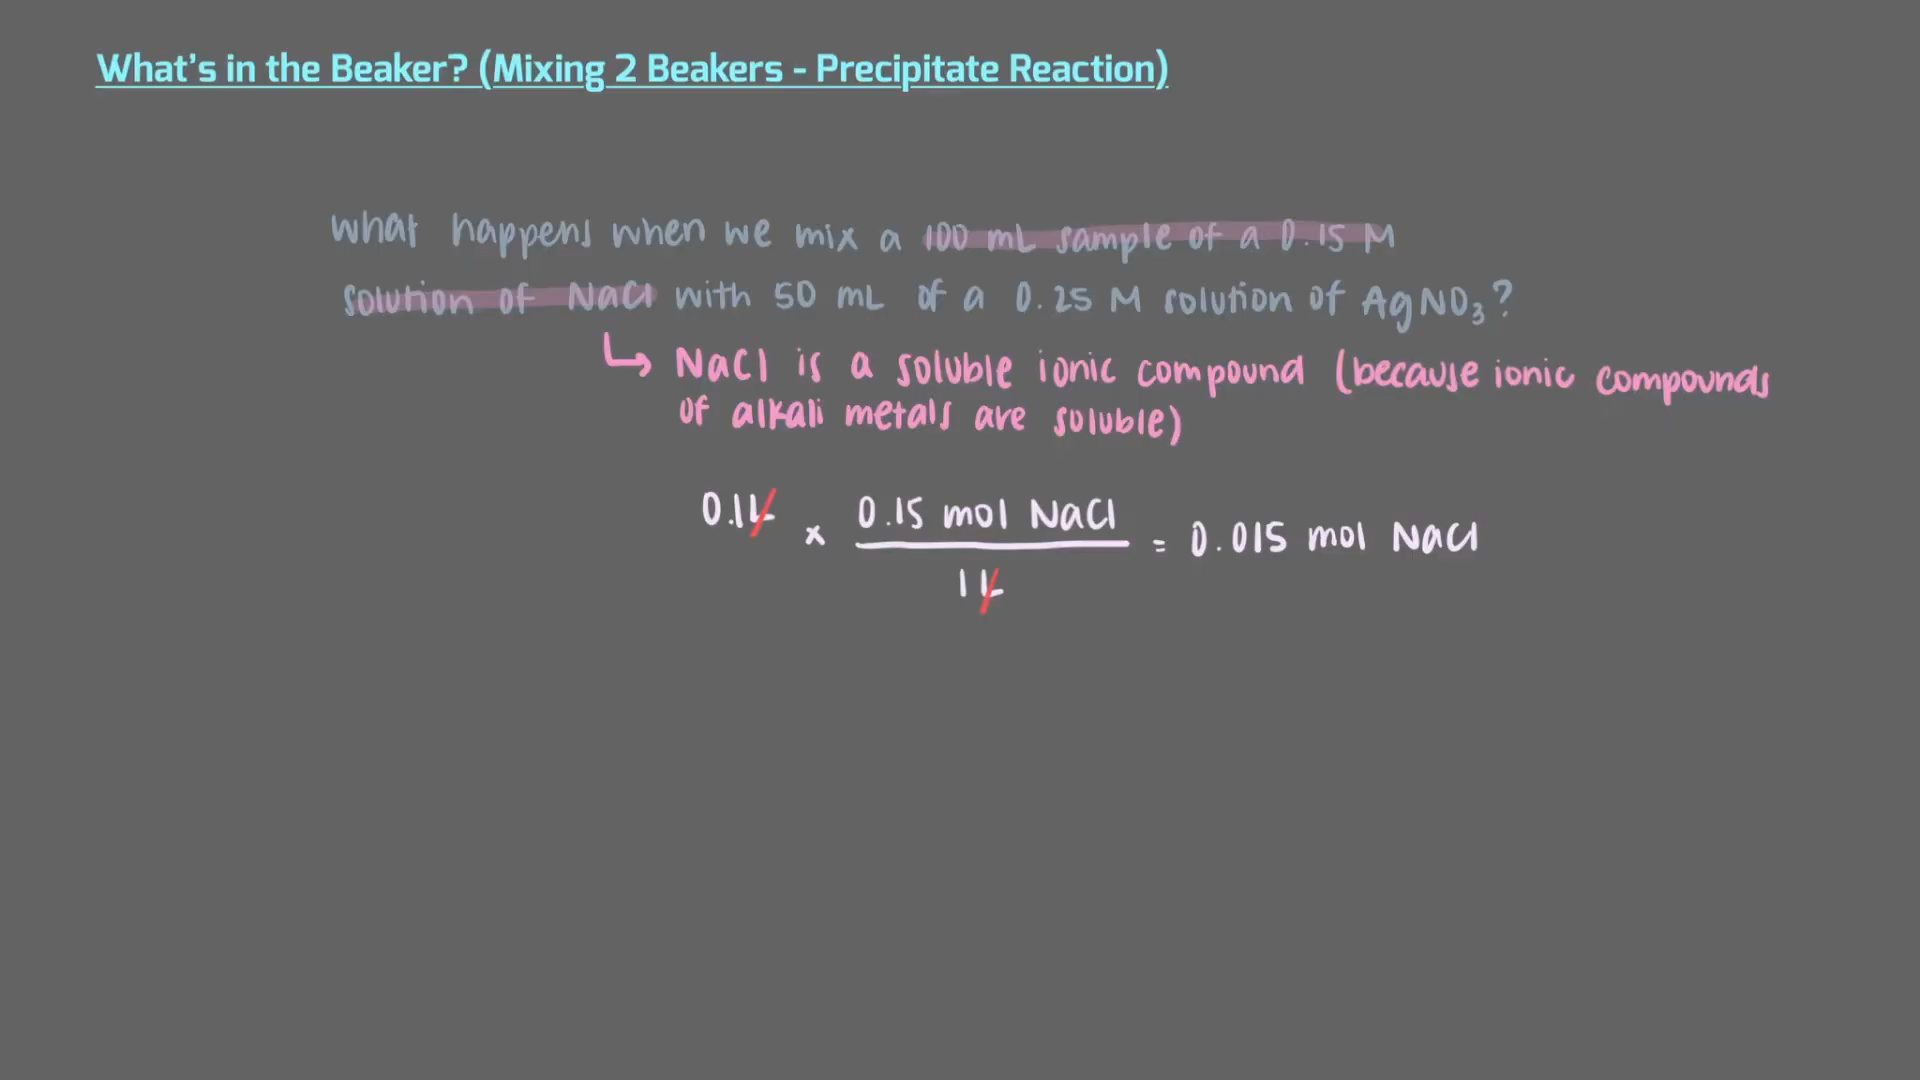 What's in the Beaker? (Mixing 2 Beakers - Precipitate Reaction)
what happens when we mix a 100 mL sample of a 0.15 M
solution of NaCl with 50 mL of a 0.25 M solution of AgNO₃?
↳ NaCl is a soluble ionic compound (because ionic compounds
of alkali metals are soluble)
0.1L × 0.15 mol NaCl = 0.015 mol NaCl
1L